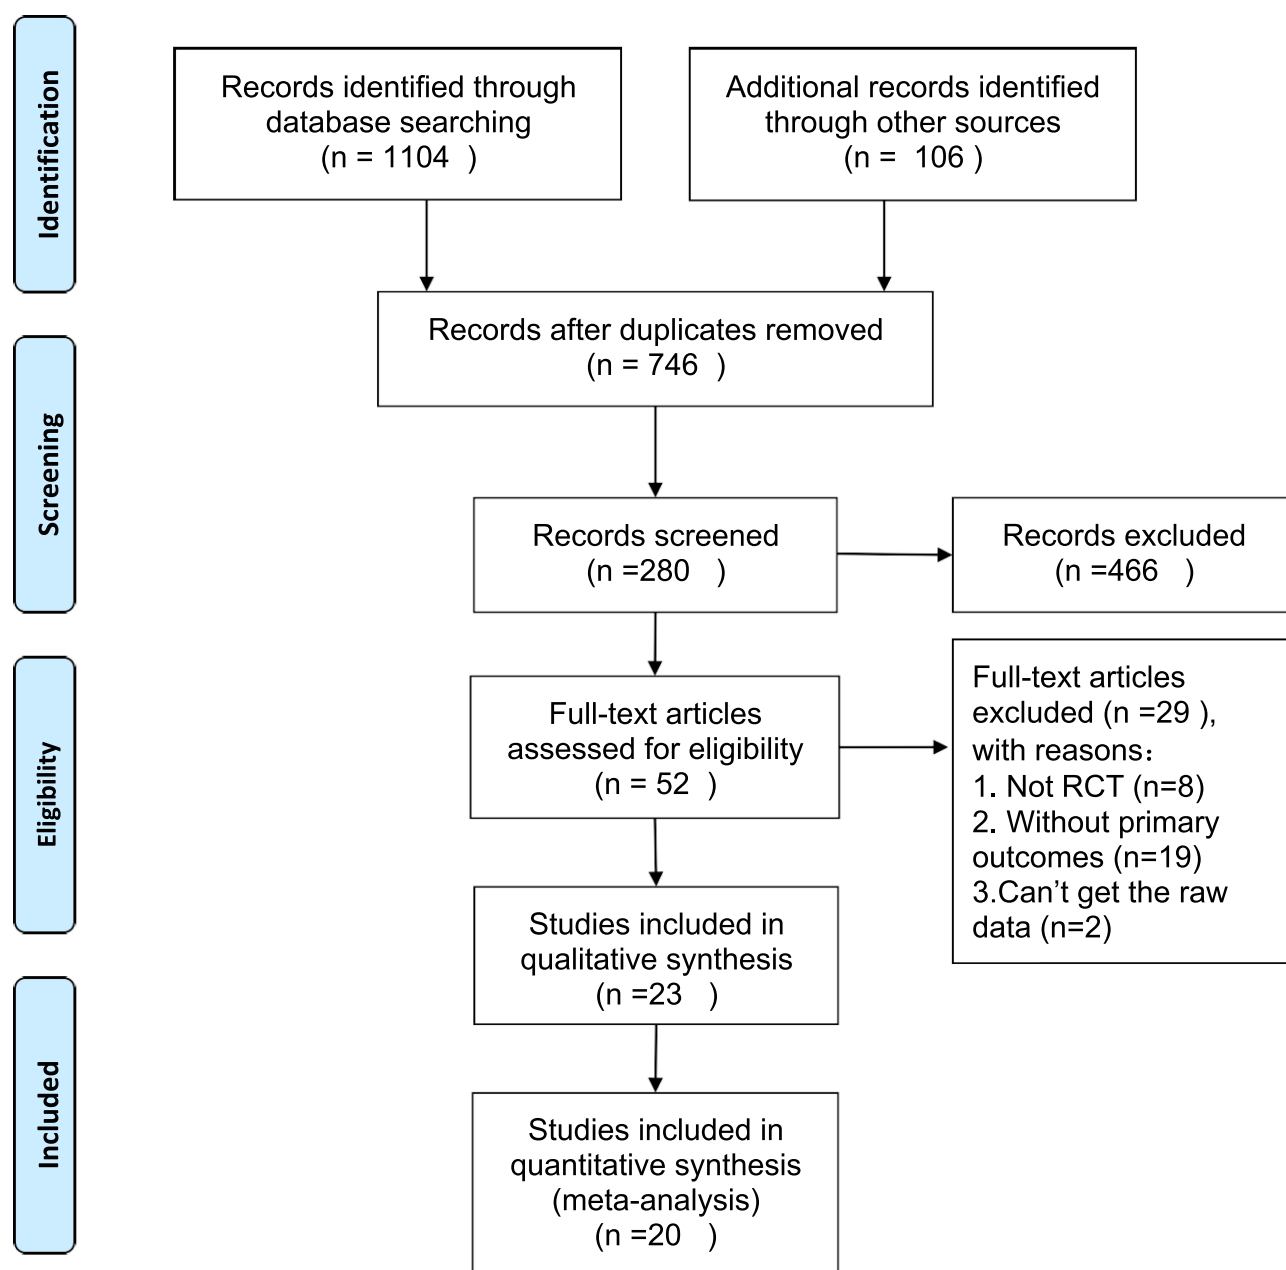 Identification
Records identified through
database searching
(n = 1104 )
Additional records identified
through other sources
(n = 106 )
Records after duplicates removed
(n = 746 )
Screening
Records screened
(n =280 )
Records excluded
(n =466 )
Eligibility
Full-text articles
assessed for eligibility
(n = 52 )
Full-text articles
excluded (n =29 ),
with reasons：
1. Not RCT (n=8)
2. Without primary
outcomes (n=19)
3.Can’t get the raw
data (n=2)
Studies included in
qualitative synthesis
(n =23 )
Included
Studies included in
quantitative synthesis
(meta-analysis)
(n =20 )